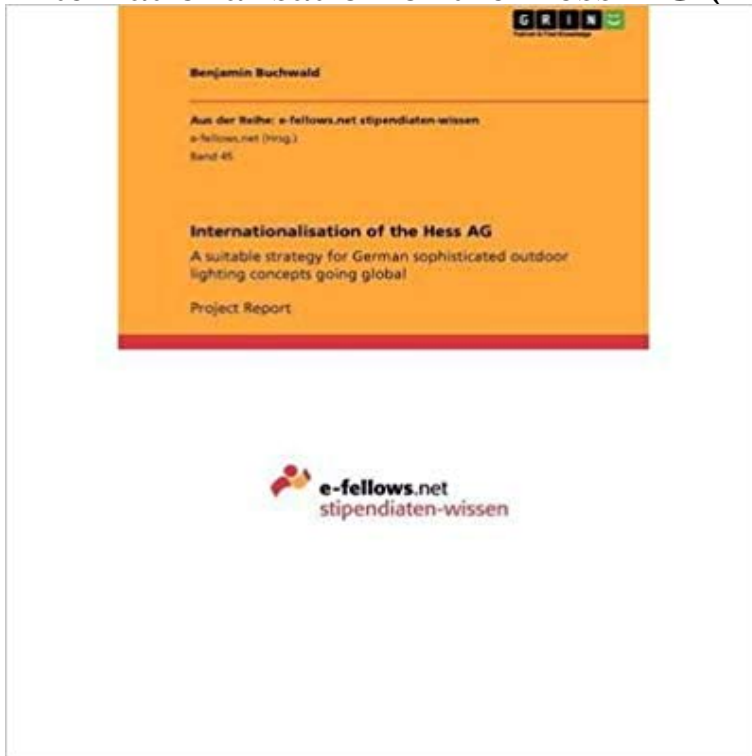 G R I N
Benjamin Buchwald
Aus der Reihe: e-fellows.net stipendiaten-wissen
e-fellows.net (Hrsg.)
Band 45
Internationalisation of the Hess AG
A suitable strategy for German sophisticated outdoor
lighting concepts going global
Project Report
e-fellows.net
stipendiaten-wissen